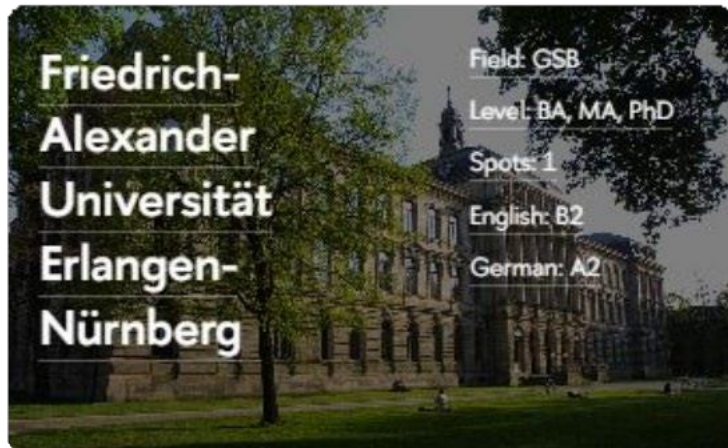 Friedrich-
Alexander
Universität
Erlangen-
Nürnberg
Field: GSB
Level: BA, MA, PhD
Spots: 1
English: B2
German: A2